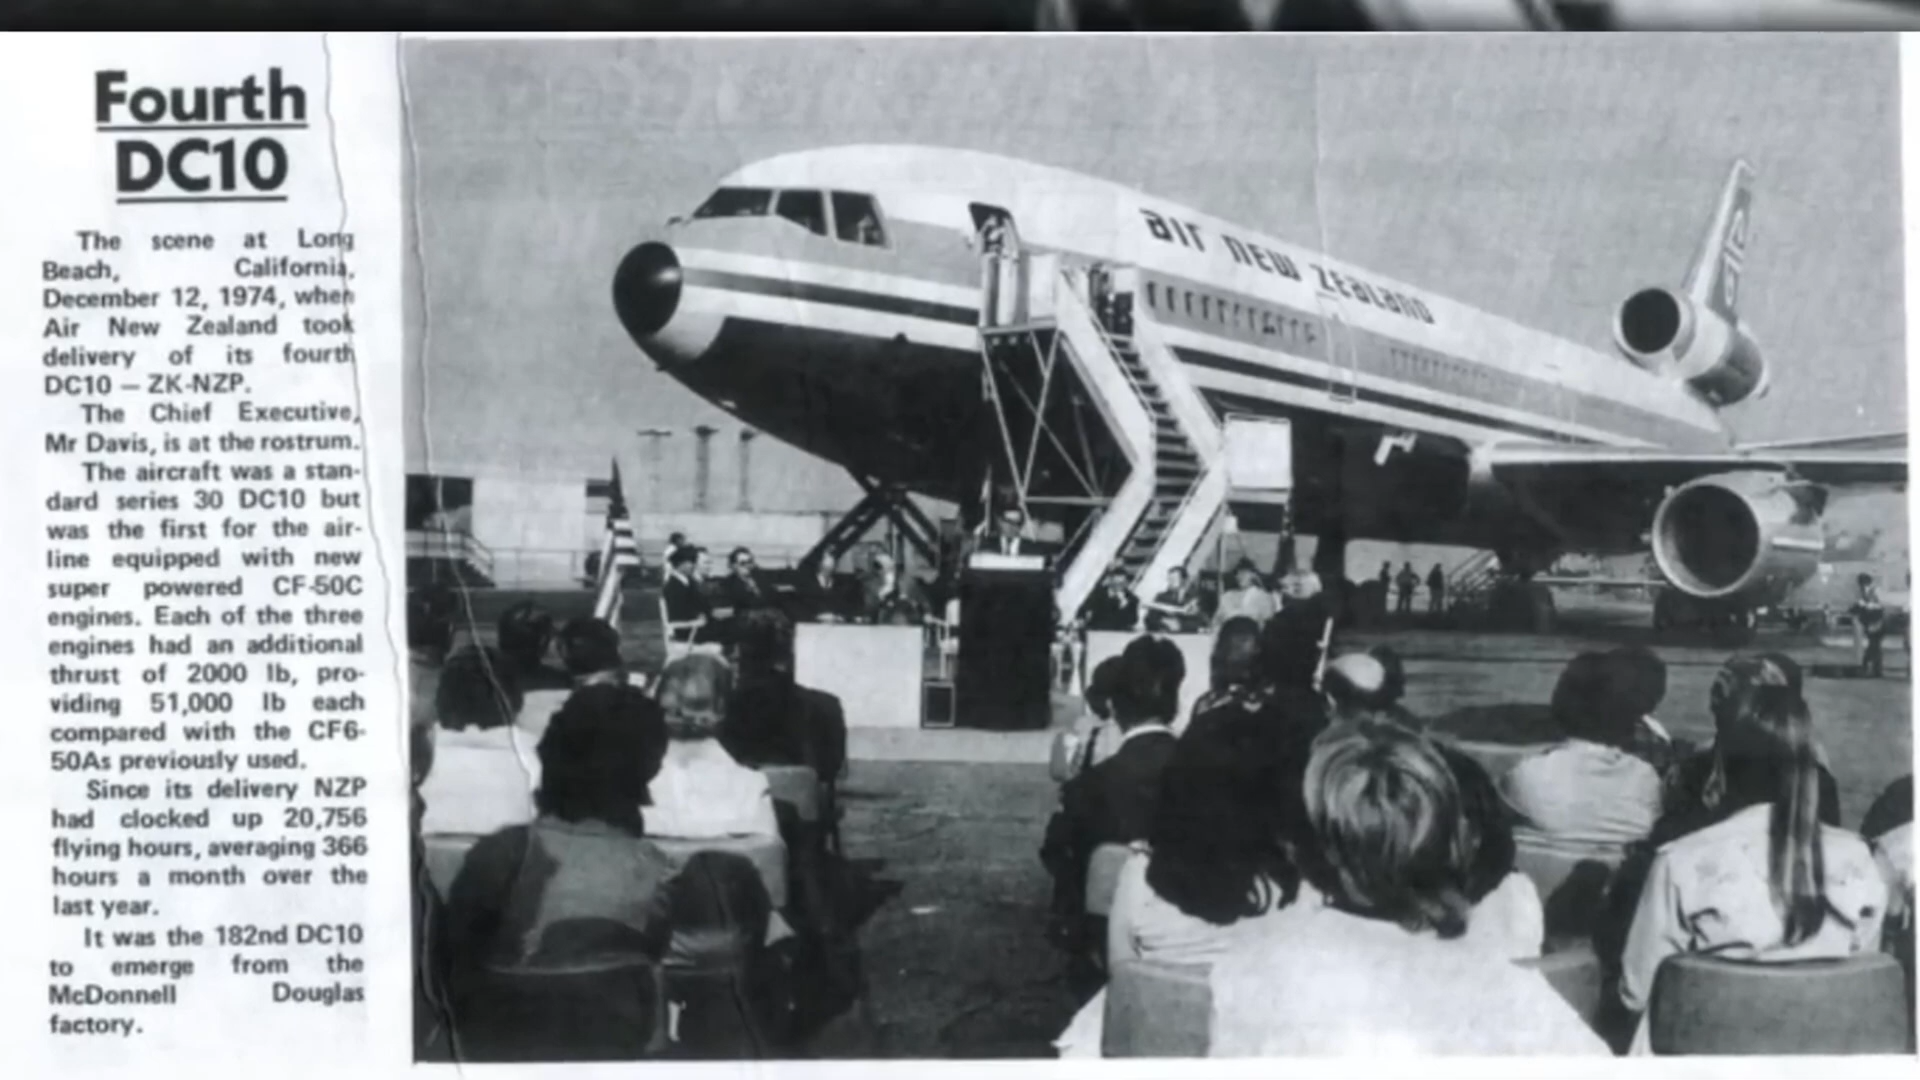 Fourth
DC10
The scene at Long
Beach, California,
December 12, 1974, when
Air New Zealand took
delivery of its fourth
DC10 — ZK-NZP.
The Chief Executive,
Mr Davis, is at the rostrum.
The aircraft was a stan-
dard series 30 DC10 but
was the first for the air-
line equipped with new
super powered CF-50C
engines. Each of the three
engines had an additional
thrust of 2000 lb, pro-
viding 51,000 lb each
compared with the CF6-
50As previously used.
Since its delivery NZP
had clocked up 20,756
flying hours, averaging 366
hours a month over the
last year.
It was the 182nd DC10
to emerge from the
McDonnell Douglas
factory.
air new zealand